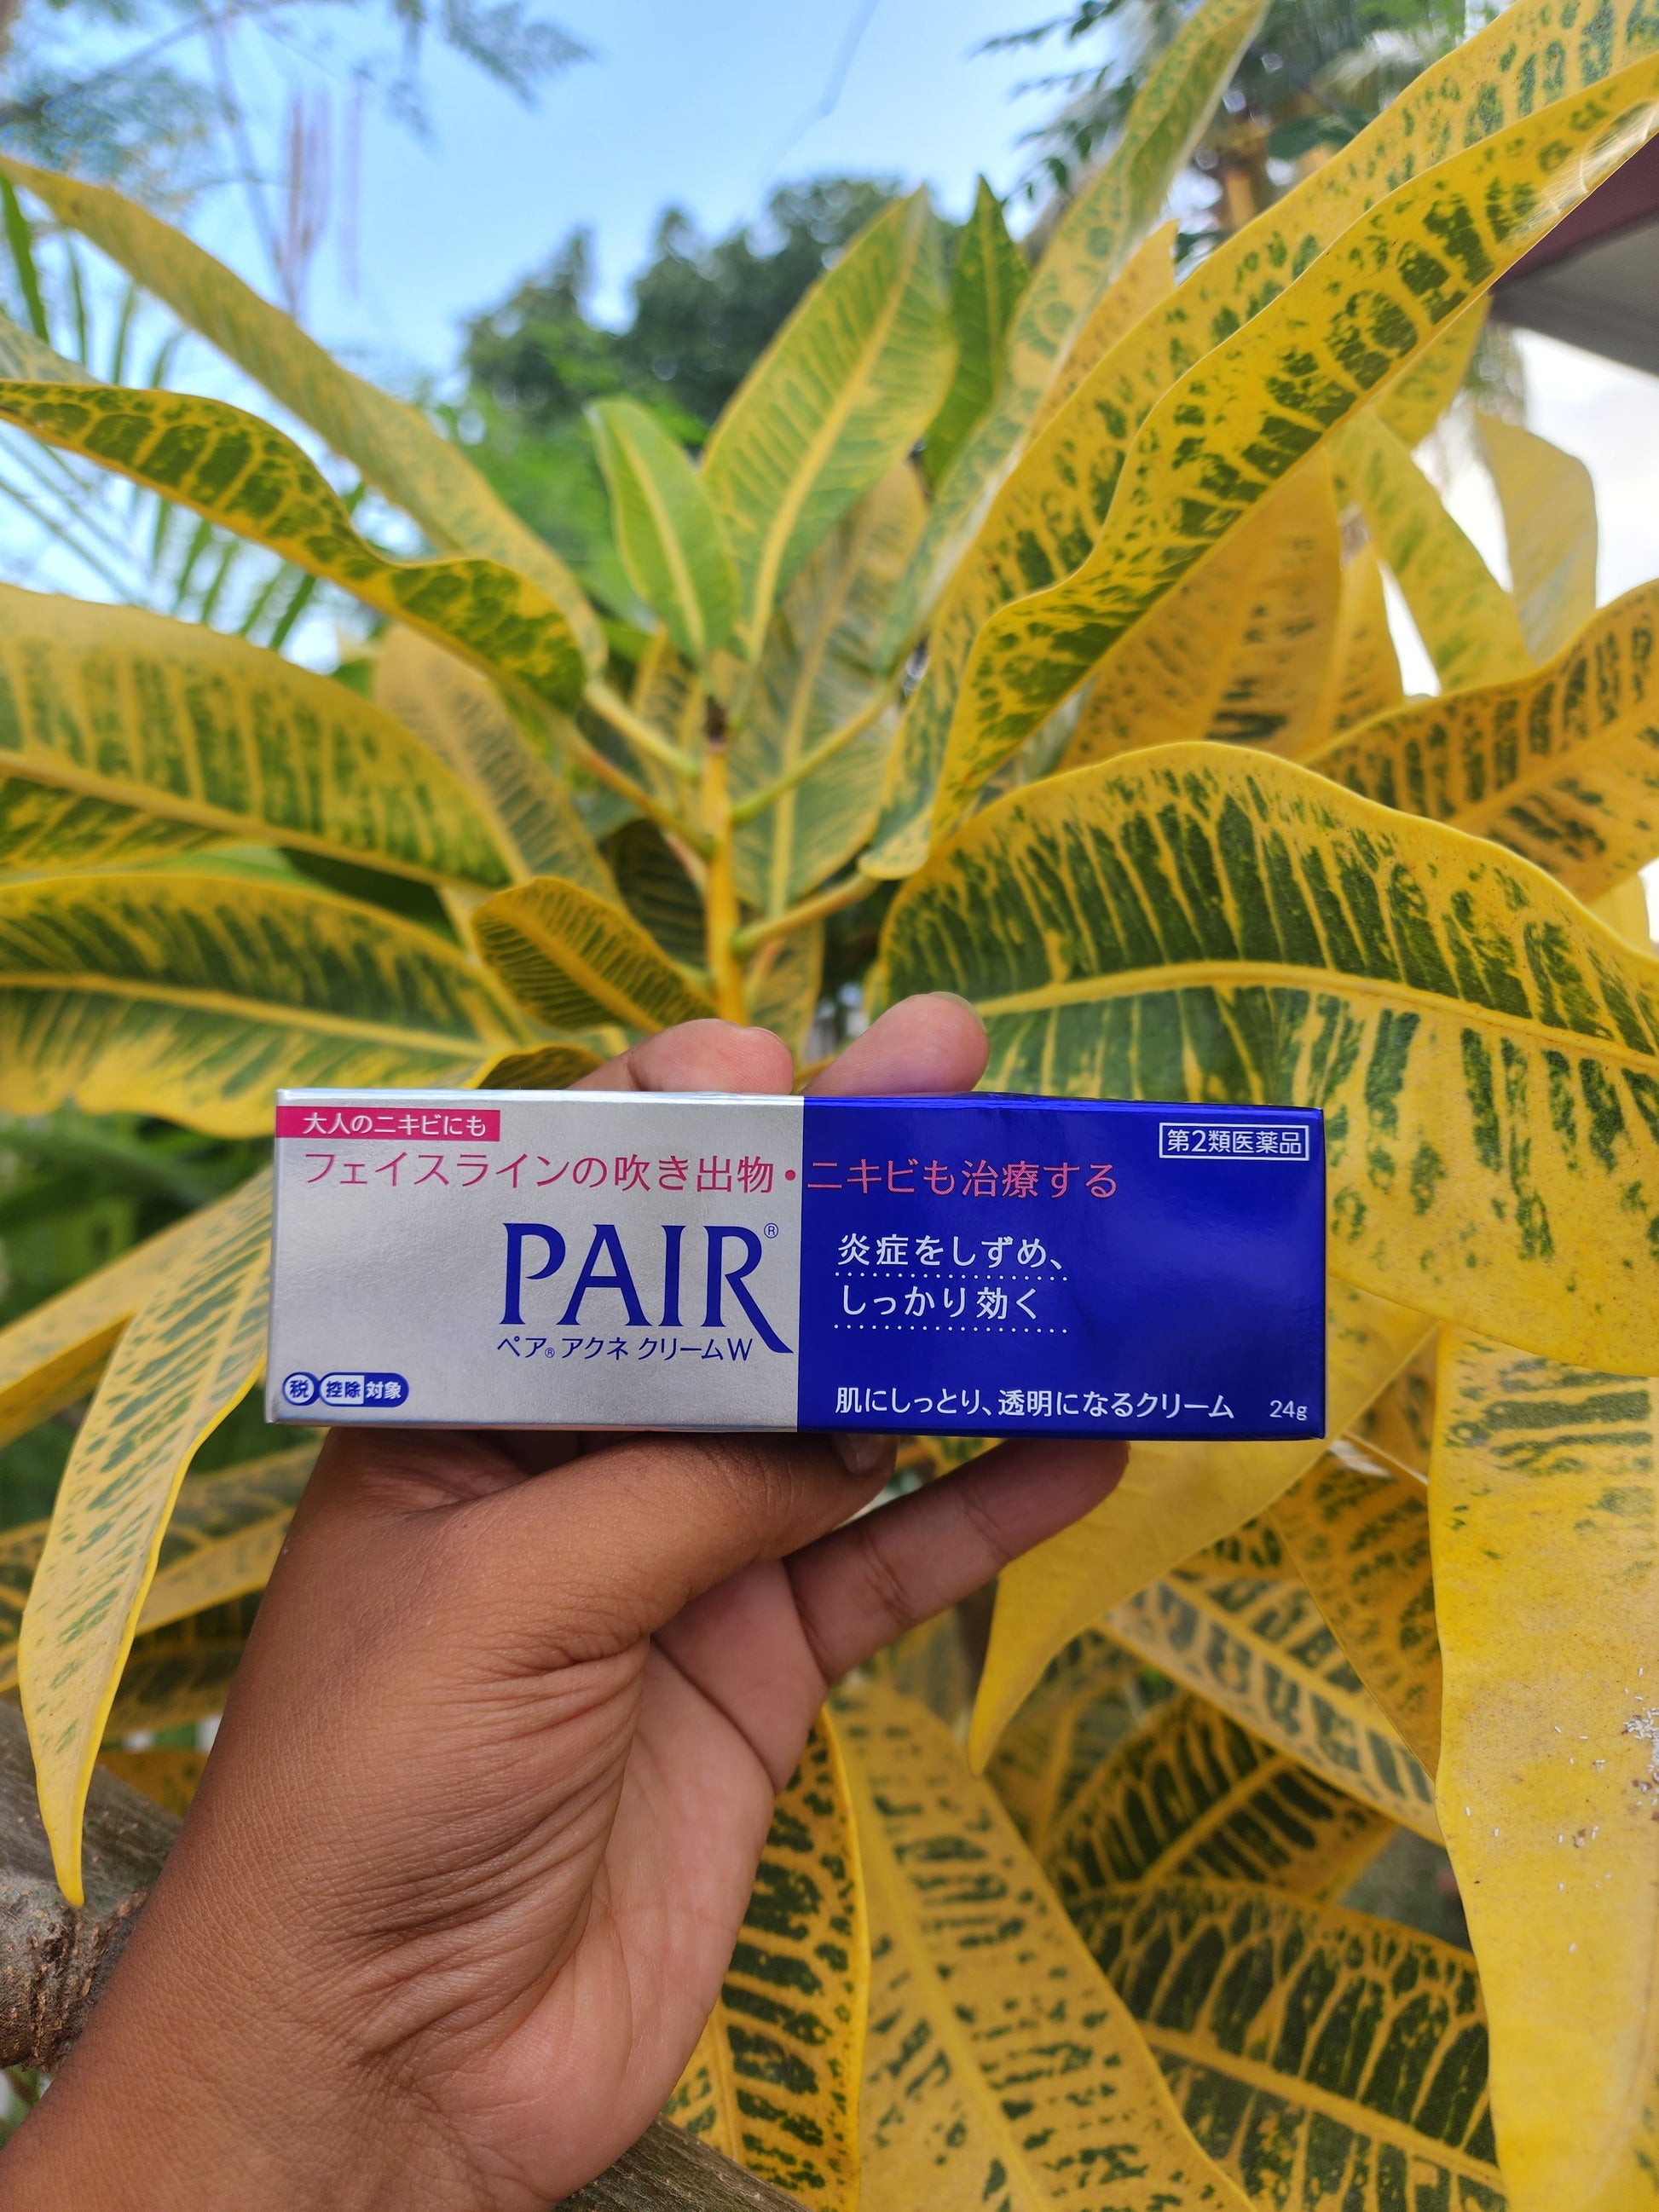 大人のニキビにも
第2類医薬品
フェイスラインの吹き出物・ニキビも治療する
PAIR®
ペア® アクネ クリームW
炎症をしずめ、
しっかり効く
税 控除対象
肌にしっとり、透明になるクリーム 24g